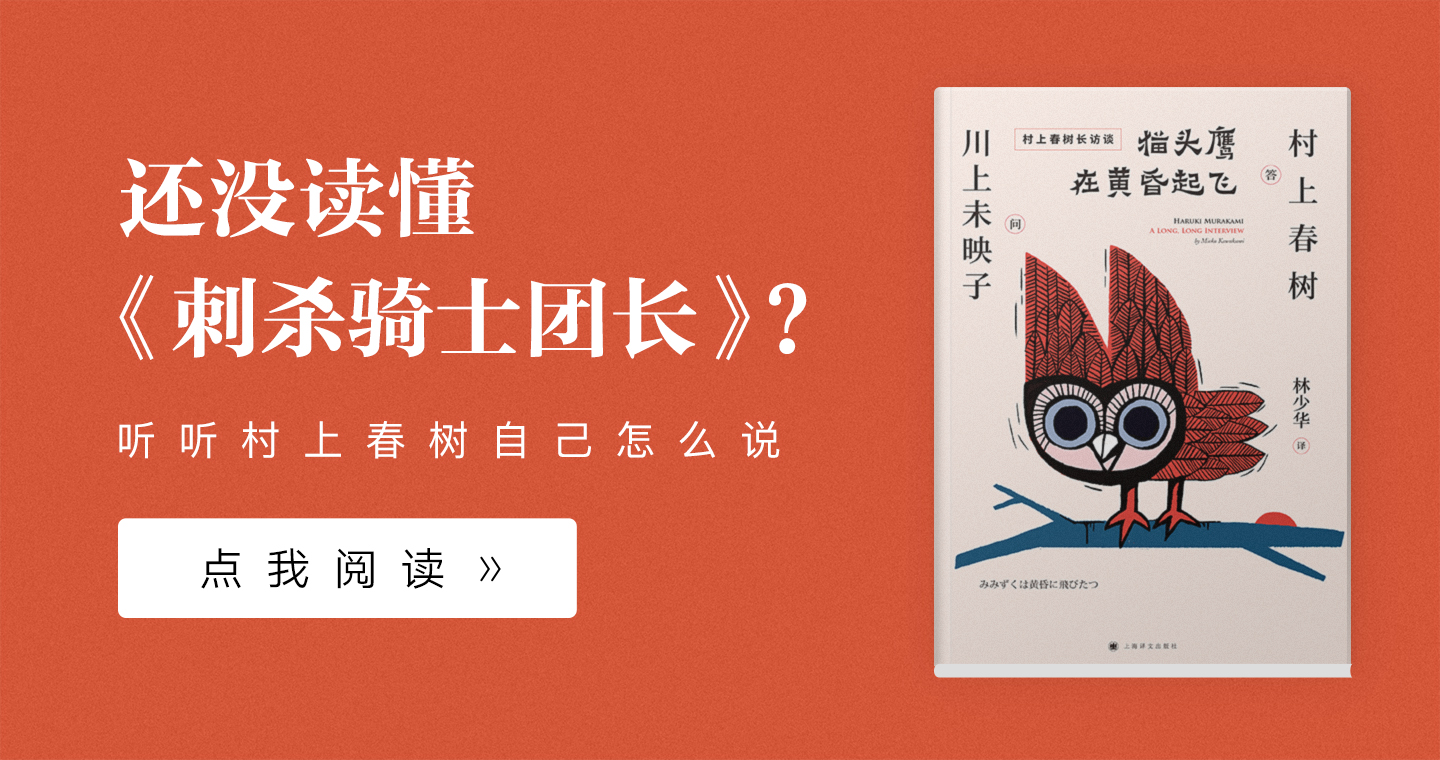 还没读懂
《刺杀骑士团长》？
听听村上春树自己怎么说
点我阅读 »
川上未映子
问
村上春树长访谈
猫头鹰
在黄昏起飞
HARUKI MURAKAMI
A LONG, LONG INTERVIEW
by Mieko Kawakami
答
村上春树
林少华
译
みみずくは黄昏に飛びたつ
上海译文出版社